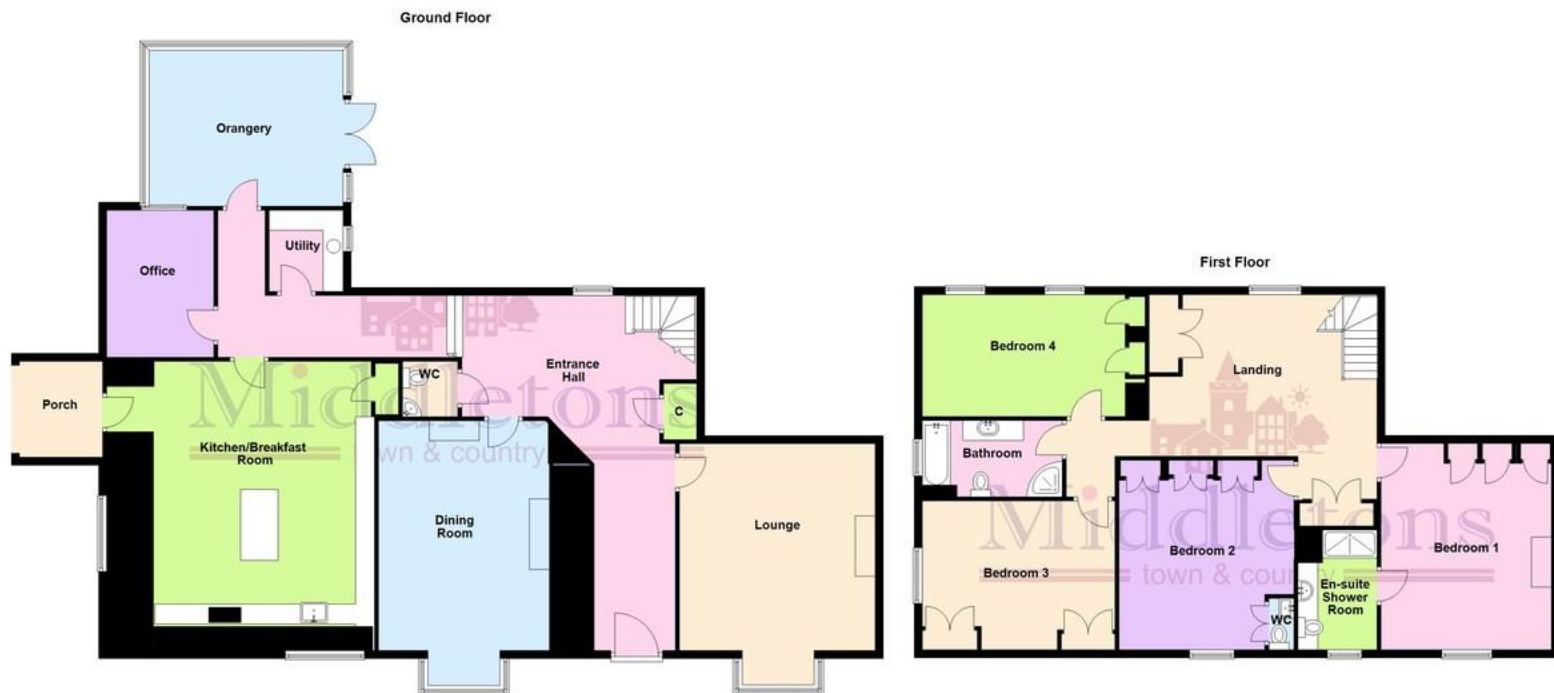 Ground Floor
Orangery
Utility
Office
Entrance
Hall
WC
Porch
C
Kitchen/Breakfast
Room
Dining
Room
Lounge
Middletons
town & country
First Floor
Bedroom 4
Landing
Bathroom
Bedroom 2
Bedroom 1
Bedroom 3
En-suite
Shower
Room
WC
Middletons
town & country